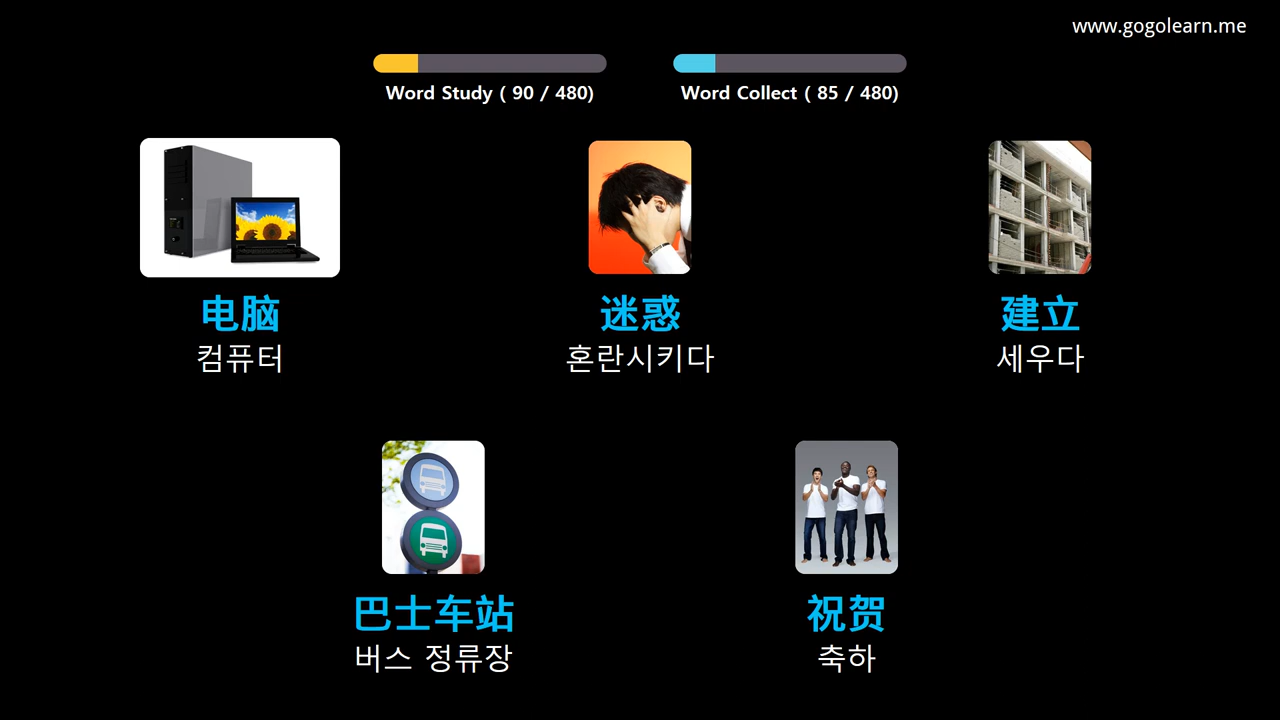 www.gogolearn.me
Word Study ( 90 / 480)
Word Collect ( 85 / 480)
电脑
컴퓨터
迷惑
혼란시키다
建立
세우다
巴士车站
버스 정류장
祝贺
축하